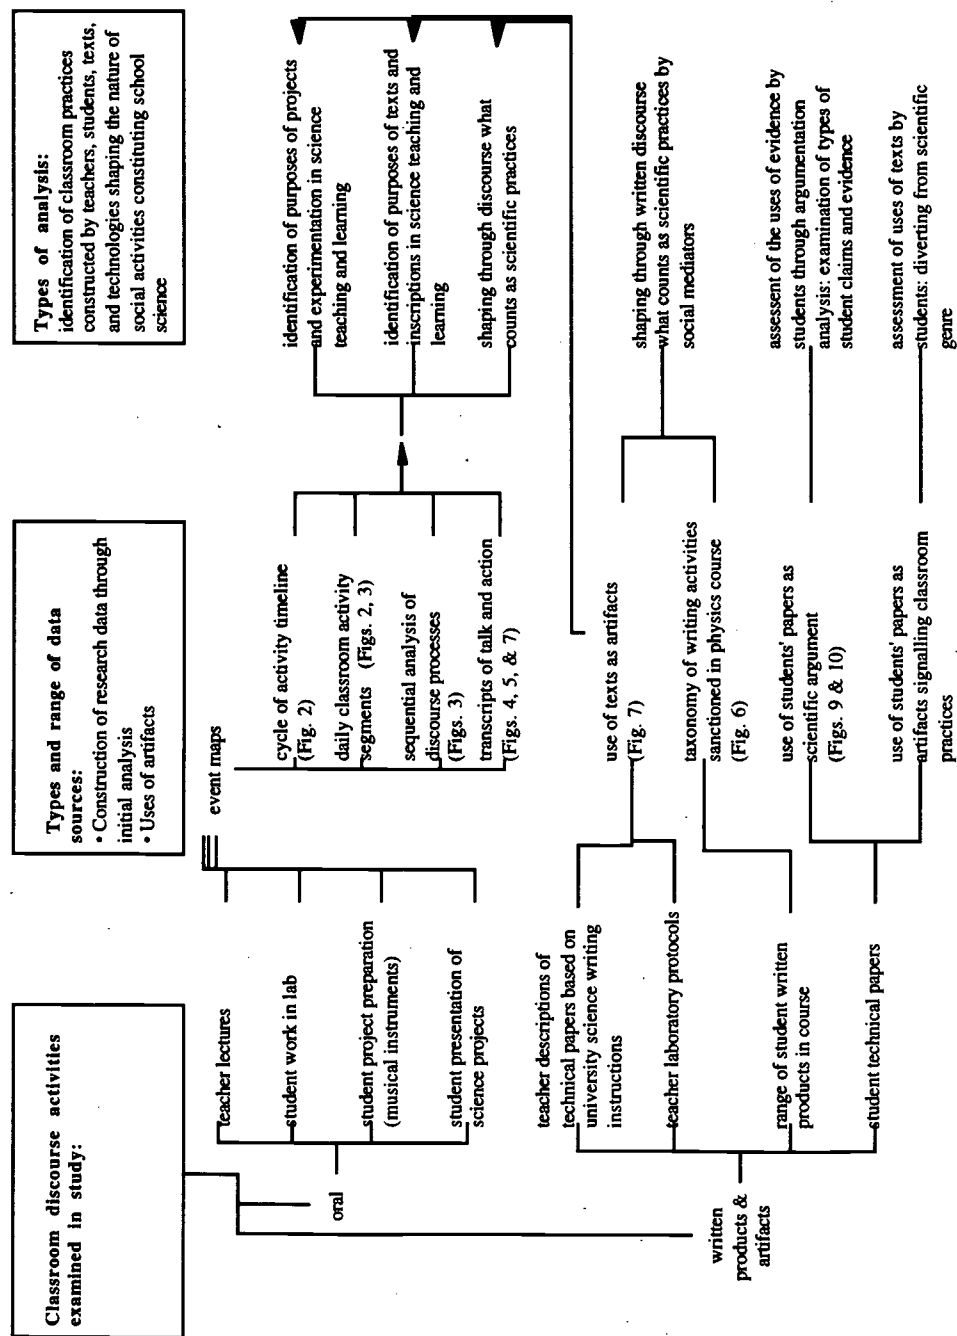 Classroom discourse activities
examined in study:
oral
teacher lectures
student work in lab
student project preparation
(musical instruments)
student presentation of
science projects
written
products &
artifacts
teacher descriptions of
technical papers based on
university science writing
instructions
teacher laboratory protocols
range of student written
products in course
student technical papers
Types and range of data
sources:
• Construction of research data through
initial analysis
• Uses of artifacts
event maps
cycle of activity timeline
(Fig. 2)
daily classroom activity
segments (Figs. 2, 3)
sequential analysis of
discourse processes
(Figs. 3)
transcripts of talk and action
(Figs. 4, 5, & 7)
use of texts as artifacts
(Fig. 7)
taxonomy of writing activities
sanctioned in physics course
(Fig. 6)
use of students' papers as
scientific argument
(Figs. 9 & 10)
use of students' papers as
artifacts signalling classroom
practices
Types of analysis:
identification of classroom practices
constructed by teachers, students, texts,
and technologies shaping the nature of
social activities constituting school
science
identification of purposes of projects
and experimentation in science
teaching and learning
identification of purposes of texts and
inscriptions in science teaching and
learning
shaping through discourse what
counts as scientific practices
shaping through written discourse
what counts as scientific practices by
social mediators
assessent of the uses of evidence by
students through argumentation
analysis: examination of types of
student claims and evidence
assessment of uses of texts by
students: diverting from scientific
genre